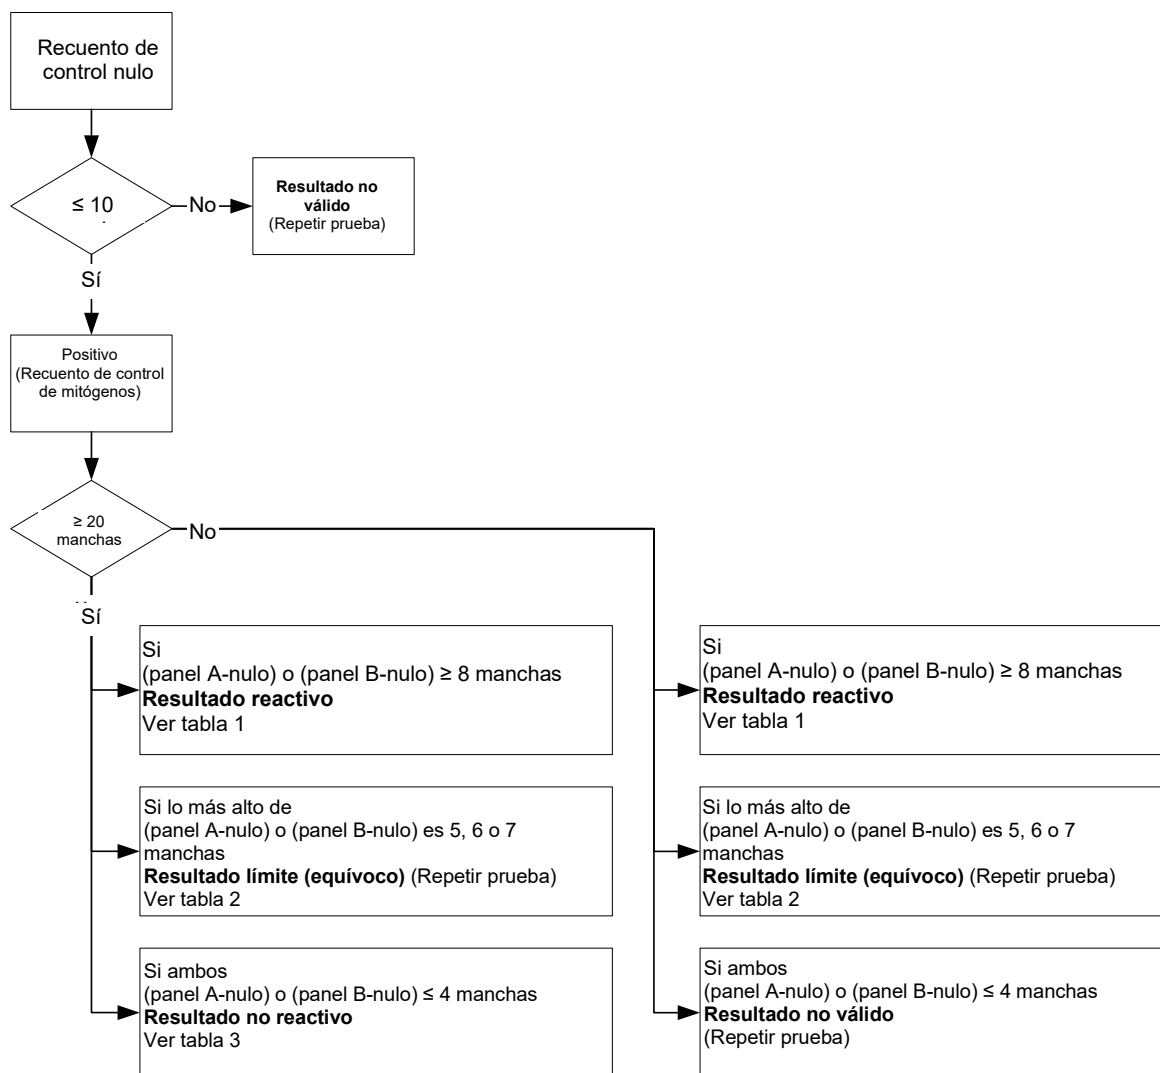 Recuento de
control nulo
≤ 10
No
Resultado no
válido
(Repetir prueba)
Sí
Positivo
(Recuento de control
de mitógenos)
≥ 20
manchas
No
Sí
Si
(panel A-nulo) o (panel B-nulo) ≥ 8 manchas
Resultado reactivo
Ver tabla 1
Si
(panel A-nulo) o (panel B-nulo) ≥ 8 manchas
Resultado reactivo
Ver tabla 1
Si lo más alto de
(panel A-nulo) o (panel B-nulo) es 5, 6 o 7
manchas
Resultado límite (equívoco) (Repetir prueba)
Ver tabla 2
Si lo más alto de
(panel A-nulo) o (panel B-nulo) es 5, 6 o 7
manchas
Resultado límite (equívoco) (Repetir prueba)
Ver tabla 2
Si ambos
(panel A-nulo) o (panel B-nulo) ≤ 4 manchas
Resultado no reactivo
Ver tabla 3
Si ambos
(panel A-nulo) o (panel B-nulo) ≤ 4 manchas
Resultado no válido
(Repetir prueba)